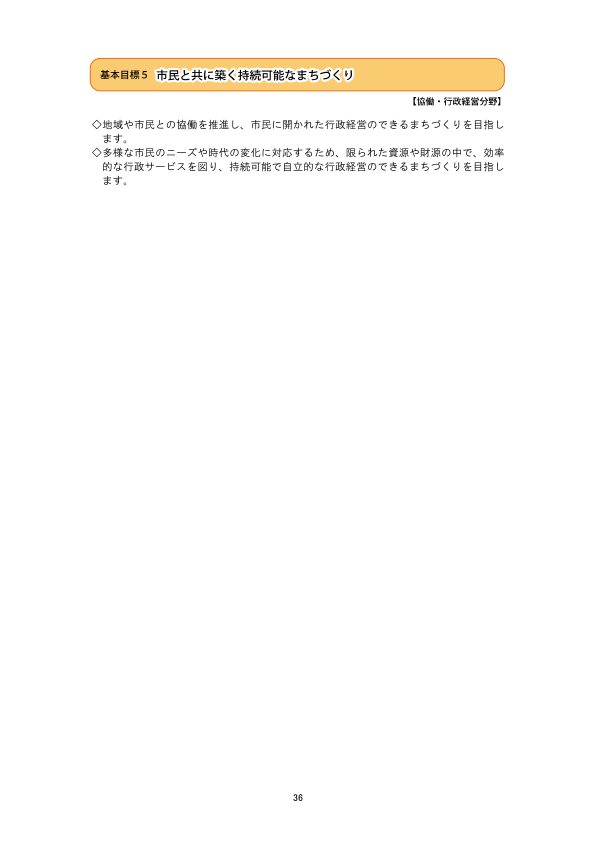 基本目標５ 市民と共に築く持続可能なまちづくり
【協働・行政経営分野】
◇地域や市民との協働を推進し、市民に開かれた行政経営のできるまちづくりを目指し
ます。
◇多様な市民のニーズや時代の変化に対応するため、限られた資源や財源の中で、効率
的な行政サービスを図り、持続可能で自立的な行政経営のできるまちづくりを目指し
ます。
36